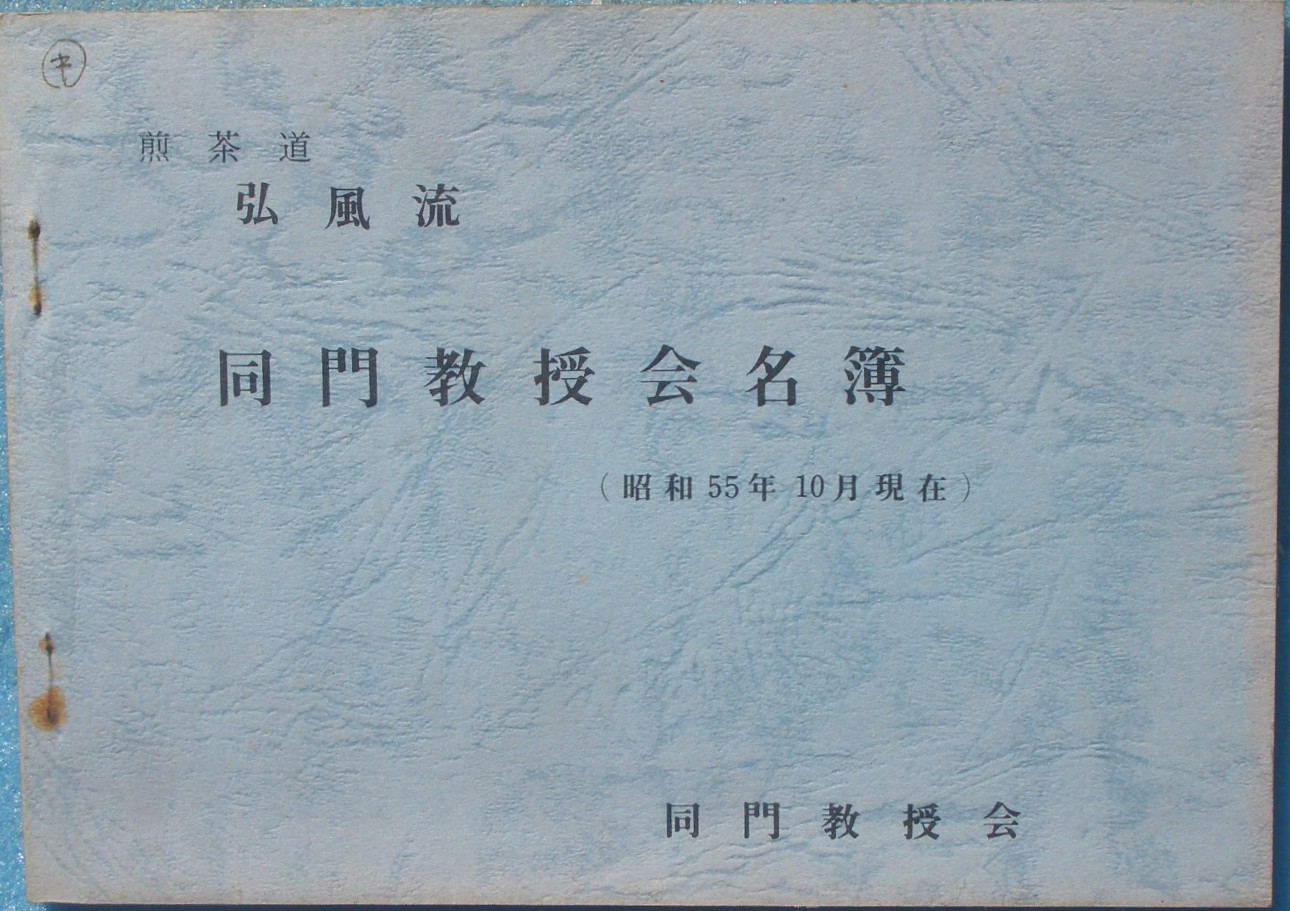 煎茶道
弘風流
同門教授会名簿
（昭和55年10月現在）
同門教授会